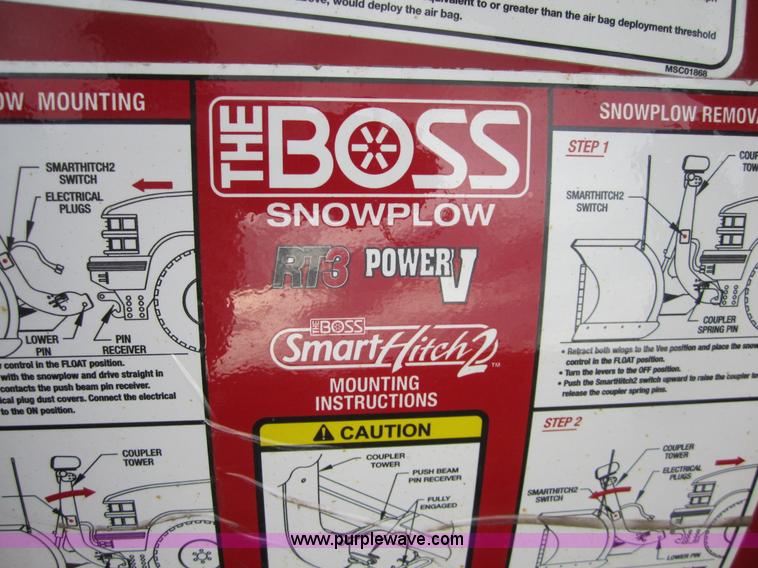 would deploy the air bag.
to or greater than the air bag deployment threshold
MSC01868
MOUNTING
SMARTHITCH2
SWITCH
ELECTRICAL
PLUGS
LOWER
PIN
PIN
RECEIVER
control in the FLOAT position.
with the snowplow and drive straight in
contacts the push beam pin receiver.
plug dust covers. Connect the electrical
to the ON position.
COUPLER
TOWER
THE BOSS
SNOWPLOW
RT3 POWER V
THE BOSS
SmartHitch2 ™
MOUNTING
INSTRUCTIONS
CAUTION
COUPLER
TOWER
PUSH BEAM
PIN RECEIVER
FULLY
ENGAGED
SNOWPLOW
STEP 1
SMARTHITCH2
SWITCH
COUPLER
SPRING PIN
• Retract both wings to the Vee position and place the
control in the FLOAT position.
• Turn the levers to the OFF position.
• Push the SmartHitch2 switch upward to raise the coupler
release the coupler spring pins.
STEP 2
COUPLER
TOWER
ELECTRICAL
PLUGS
SMARTHITCH2
SWITCH
LOWER PIN
www.purplewave.com